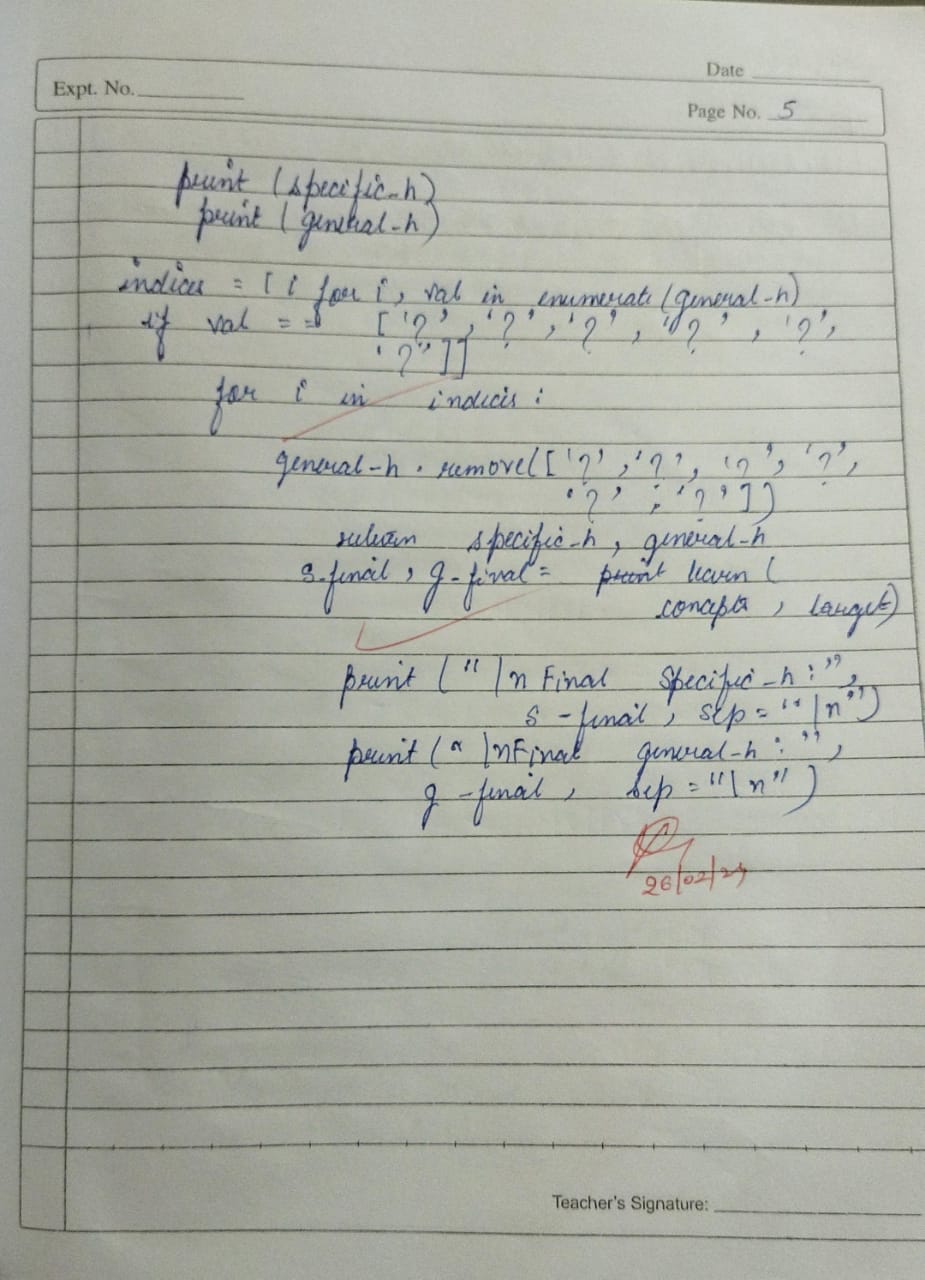 Date
Expt. No.
Page No. 5
print (specific-h)
print (general-h)
indices = [i for i, val in enumerate (general-h)
if val == ['?', '?', '?', '?', '?',
'?']]
for i in indices :
general-h . remove([ '?', '?', '?', '?',
'?', '?'])
return specific-h, general-h
s-final, g-final = learn (
concepts, target)
print ("\n Final Specific-h :",
s-final, sep = "\n")
print ("\nFinal general-h :",
g-final, sep = "\n")
26/02/24
Teacher's Signature: